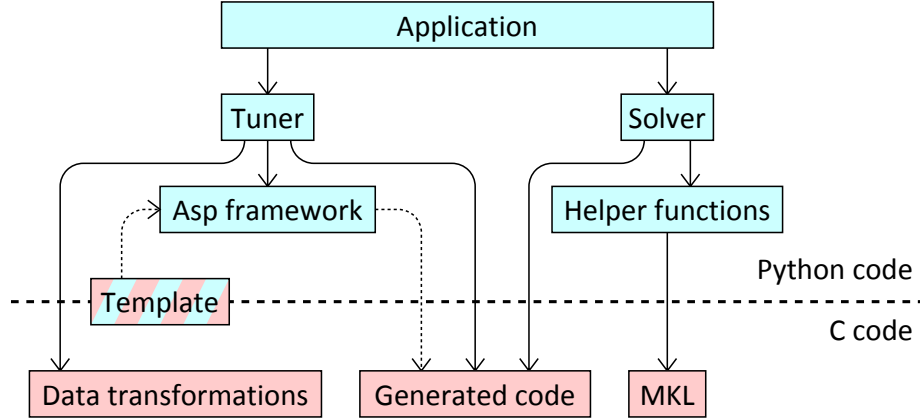 Application
Tuner
Solver
Asp framework
Helper functions
Python code
Template
C code
Data transformations
Generated code
MKL